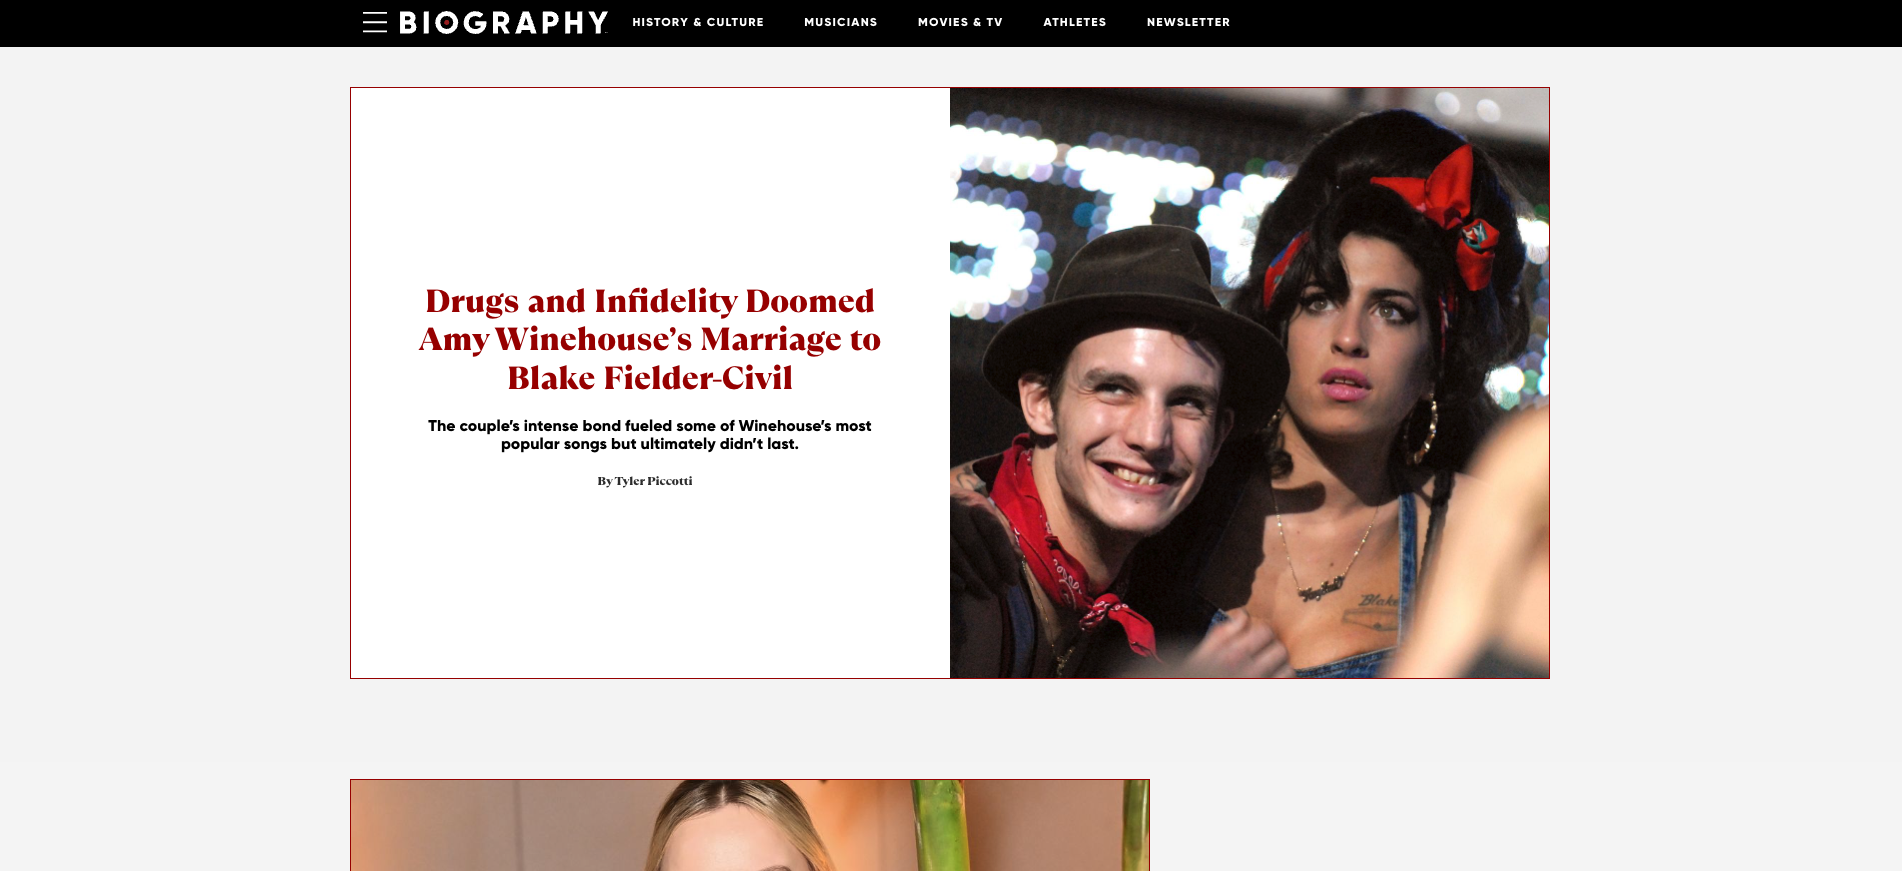 BIOGRAPHY
HISTORY & CULTURE
MUSICIANS
MOVIES & TV
ATHLETES
NEWSLETTER
Drugs and Infidelity Doomed
Amy Winehouse’s Marriage to
Blake Fielder-Civil
The couple’s intense bond fueled some of Winehouse’s most
popular songs but ultimately didn’t last.
By Tyler Piccotti
Blake